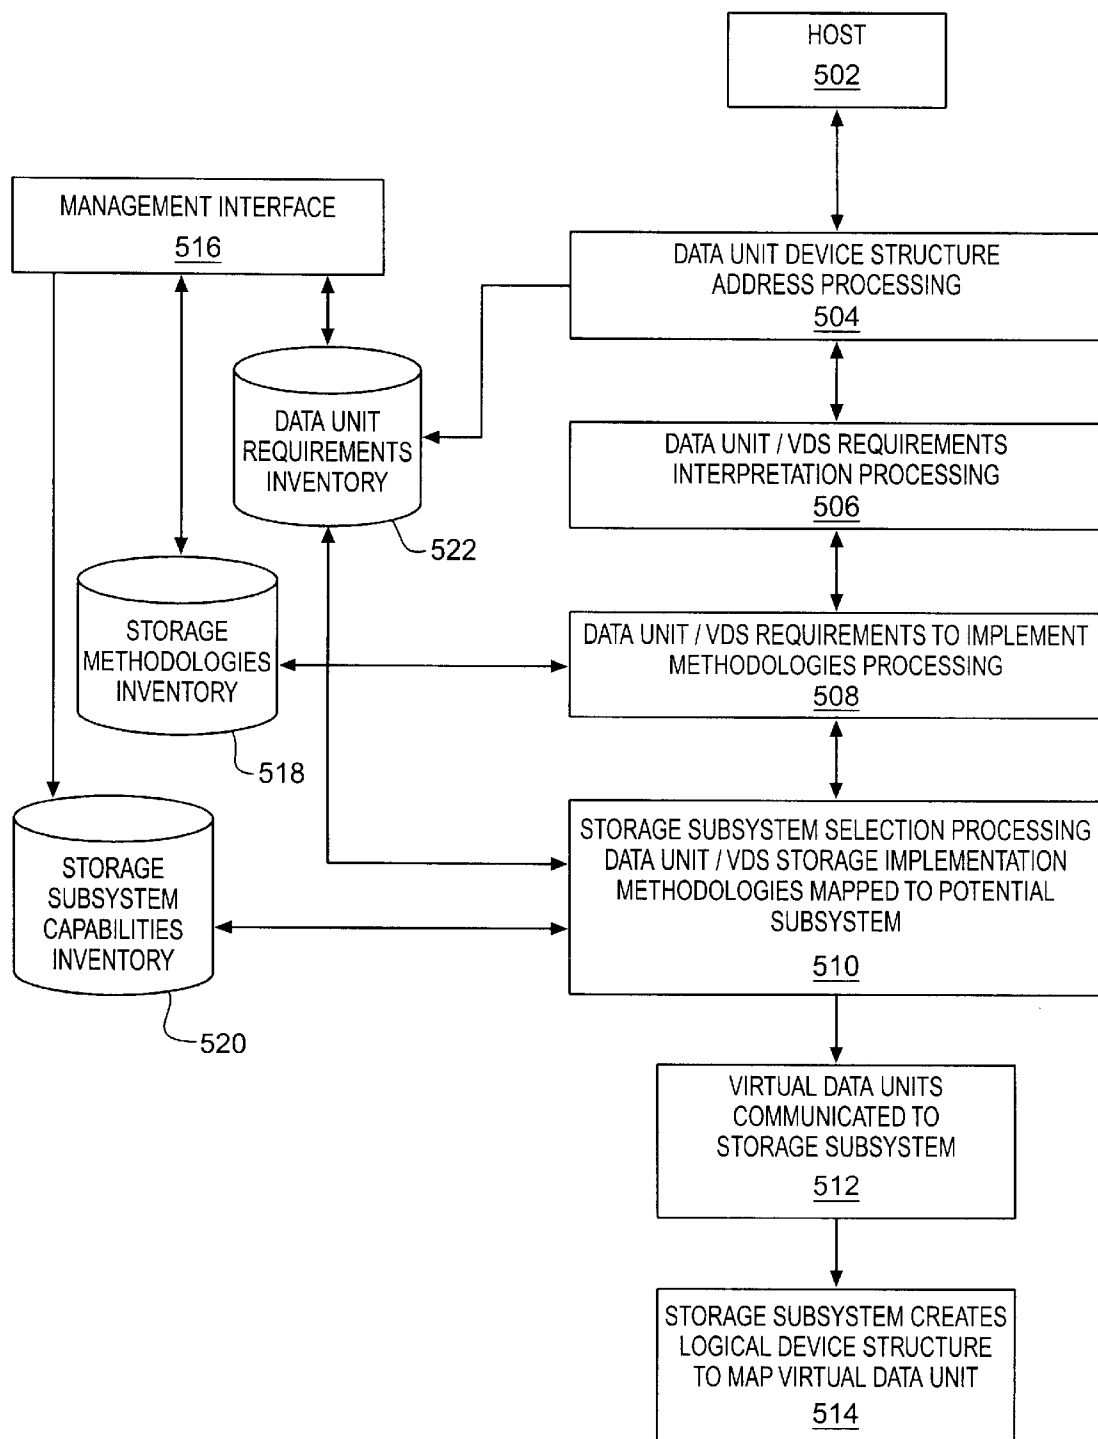 HOST
502
MANAGEMENT INTERFACE
516
DATA UNIT DEVICE STRUCTURE
ADDRESS PROCESSING
504
DATA UNIT
REQUIREMENTS
INVENTORY
522
DATA UNIT / VDS REQUIREMENTS
INTERPRETATION PROCESSING
506
STORAGE
METHODOLOGIES
INVENTORY
518
DATA UNIT / VDS REQUIREMENTS TO IMPLEMENT
METHODOLOGIES PROCESSING
508
STORAGE
SUBSYSTEM
CAPABILITIES
INVENTORY
520
STORAGE SUBSYSTEM SELECTION PROCESSING
DATA UNIT / VDS STORAGE IMPLEMENTATION
METHODOLOGIES MAPPED TO POTENTIAL
SUBSYSTEM
510
VIRTUAL DATA UNITS
COMMUNICATED TO
STORAGE SUBSYSTEM
512
STORAGE SUBSYSTEM CREATES
LOGICAL DEVICE STRUCTURE
TO MAP VIRTUAL DATA UNIT
514